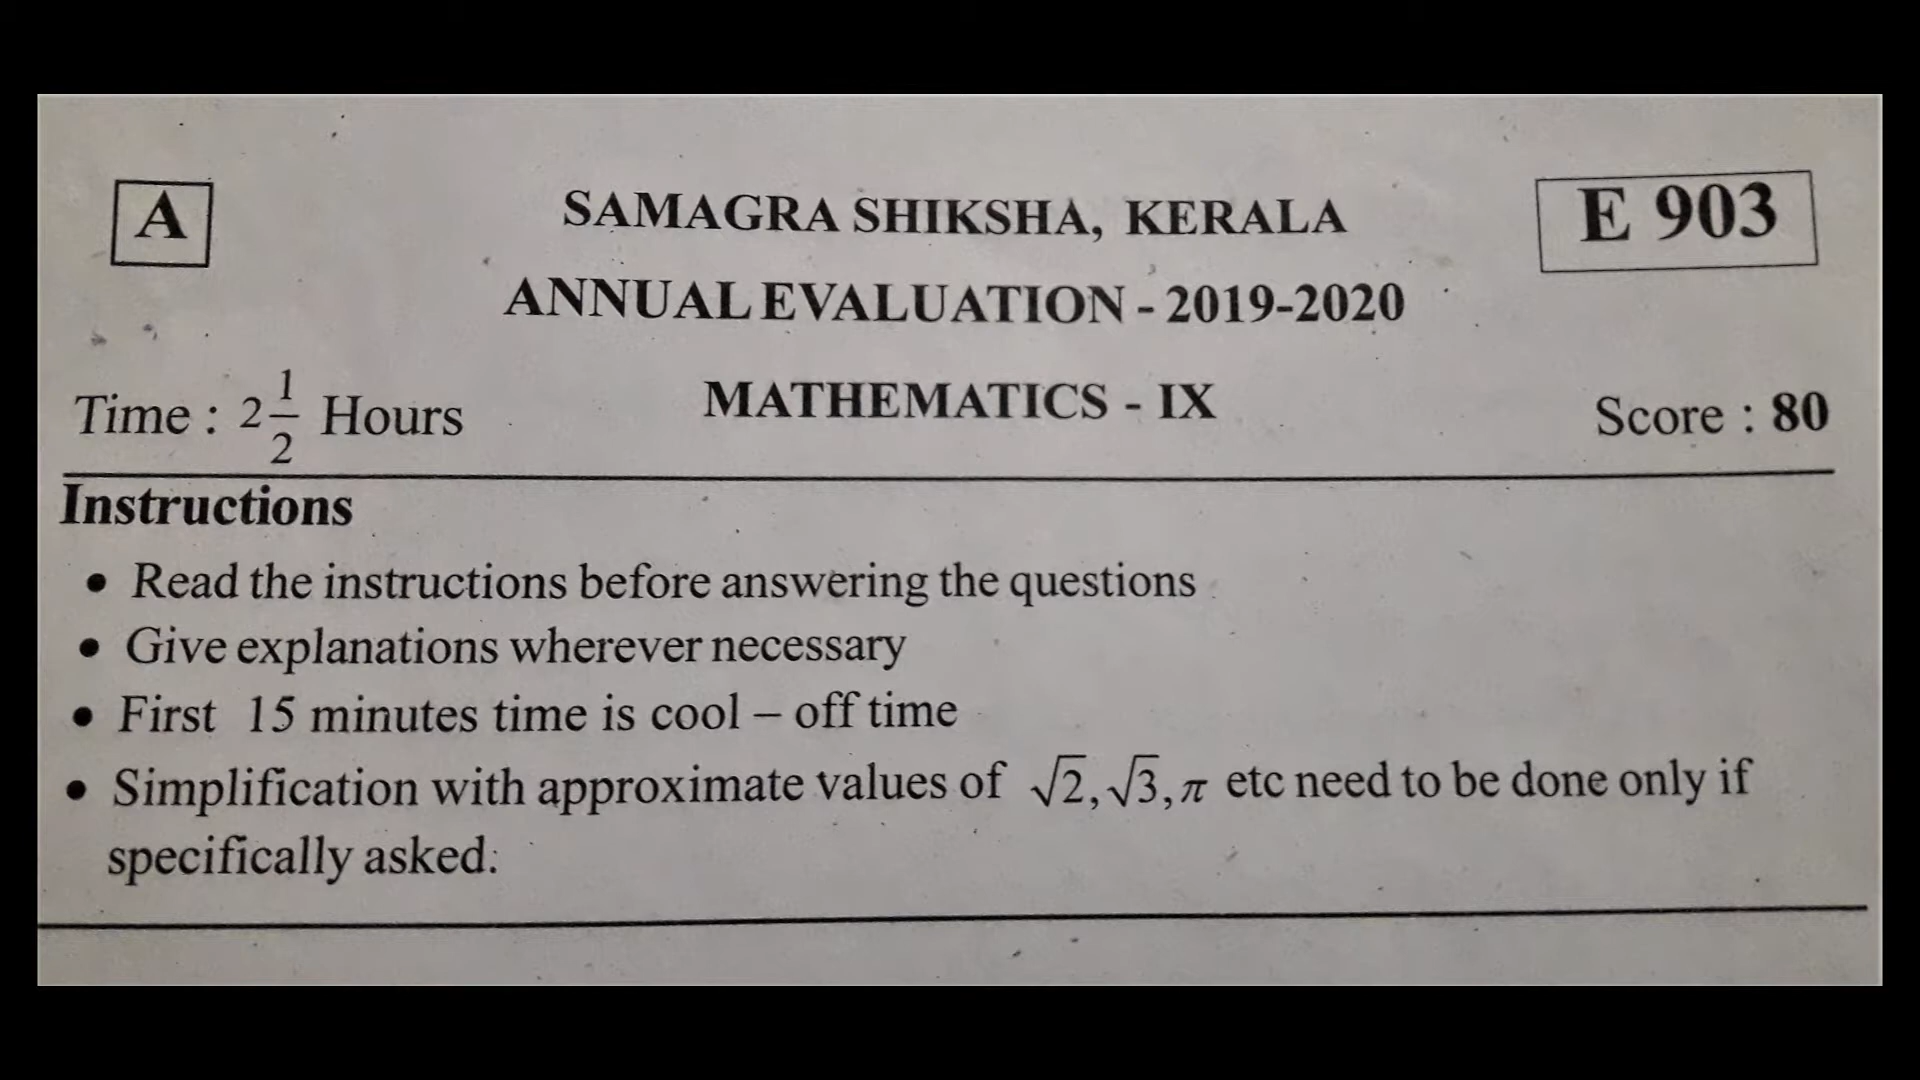 A
SAMAGRA SHIKSHA, KERALA
E 903
ANNUAL EVALUATION - 2019-2020
Time : 2 1/2 Hours
MATHEMATICS - IX
Score : 80
Instructions
• Read the instructions before answering the questions
• Give explanations wherever necessary
• First 15 minutes time is cool – off time
• Simplification with approximate values of √2, √3, π etc need to be done only if
specifically asked.